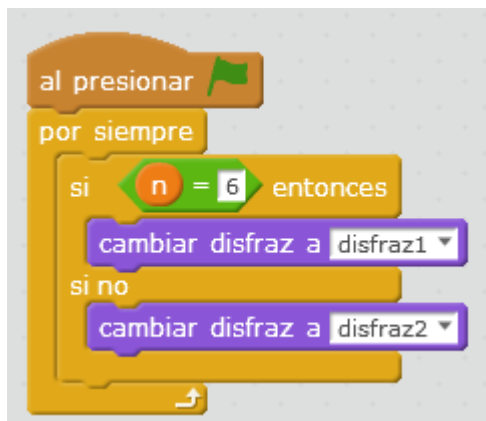 al presionar
por siempre
si n = 6 entonces
cambiar disfraz a disfraz1
si no
cambiar disfraz a disfraz2